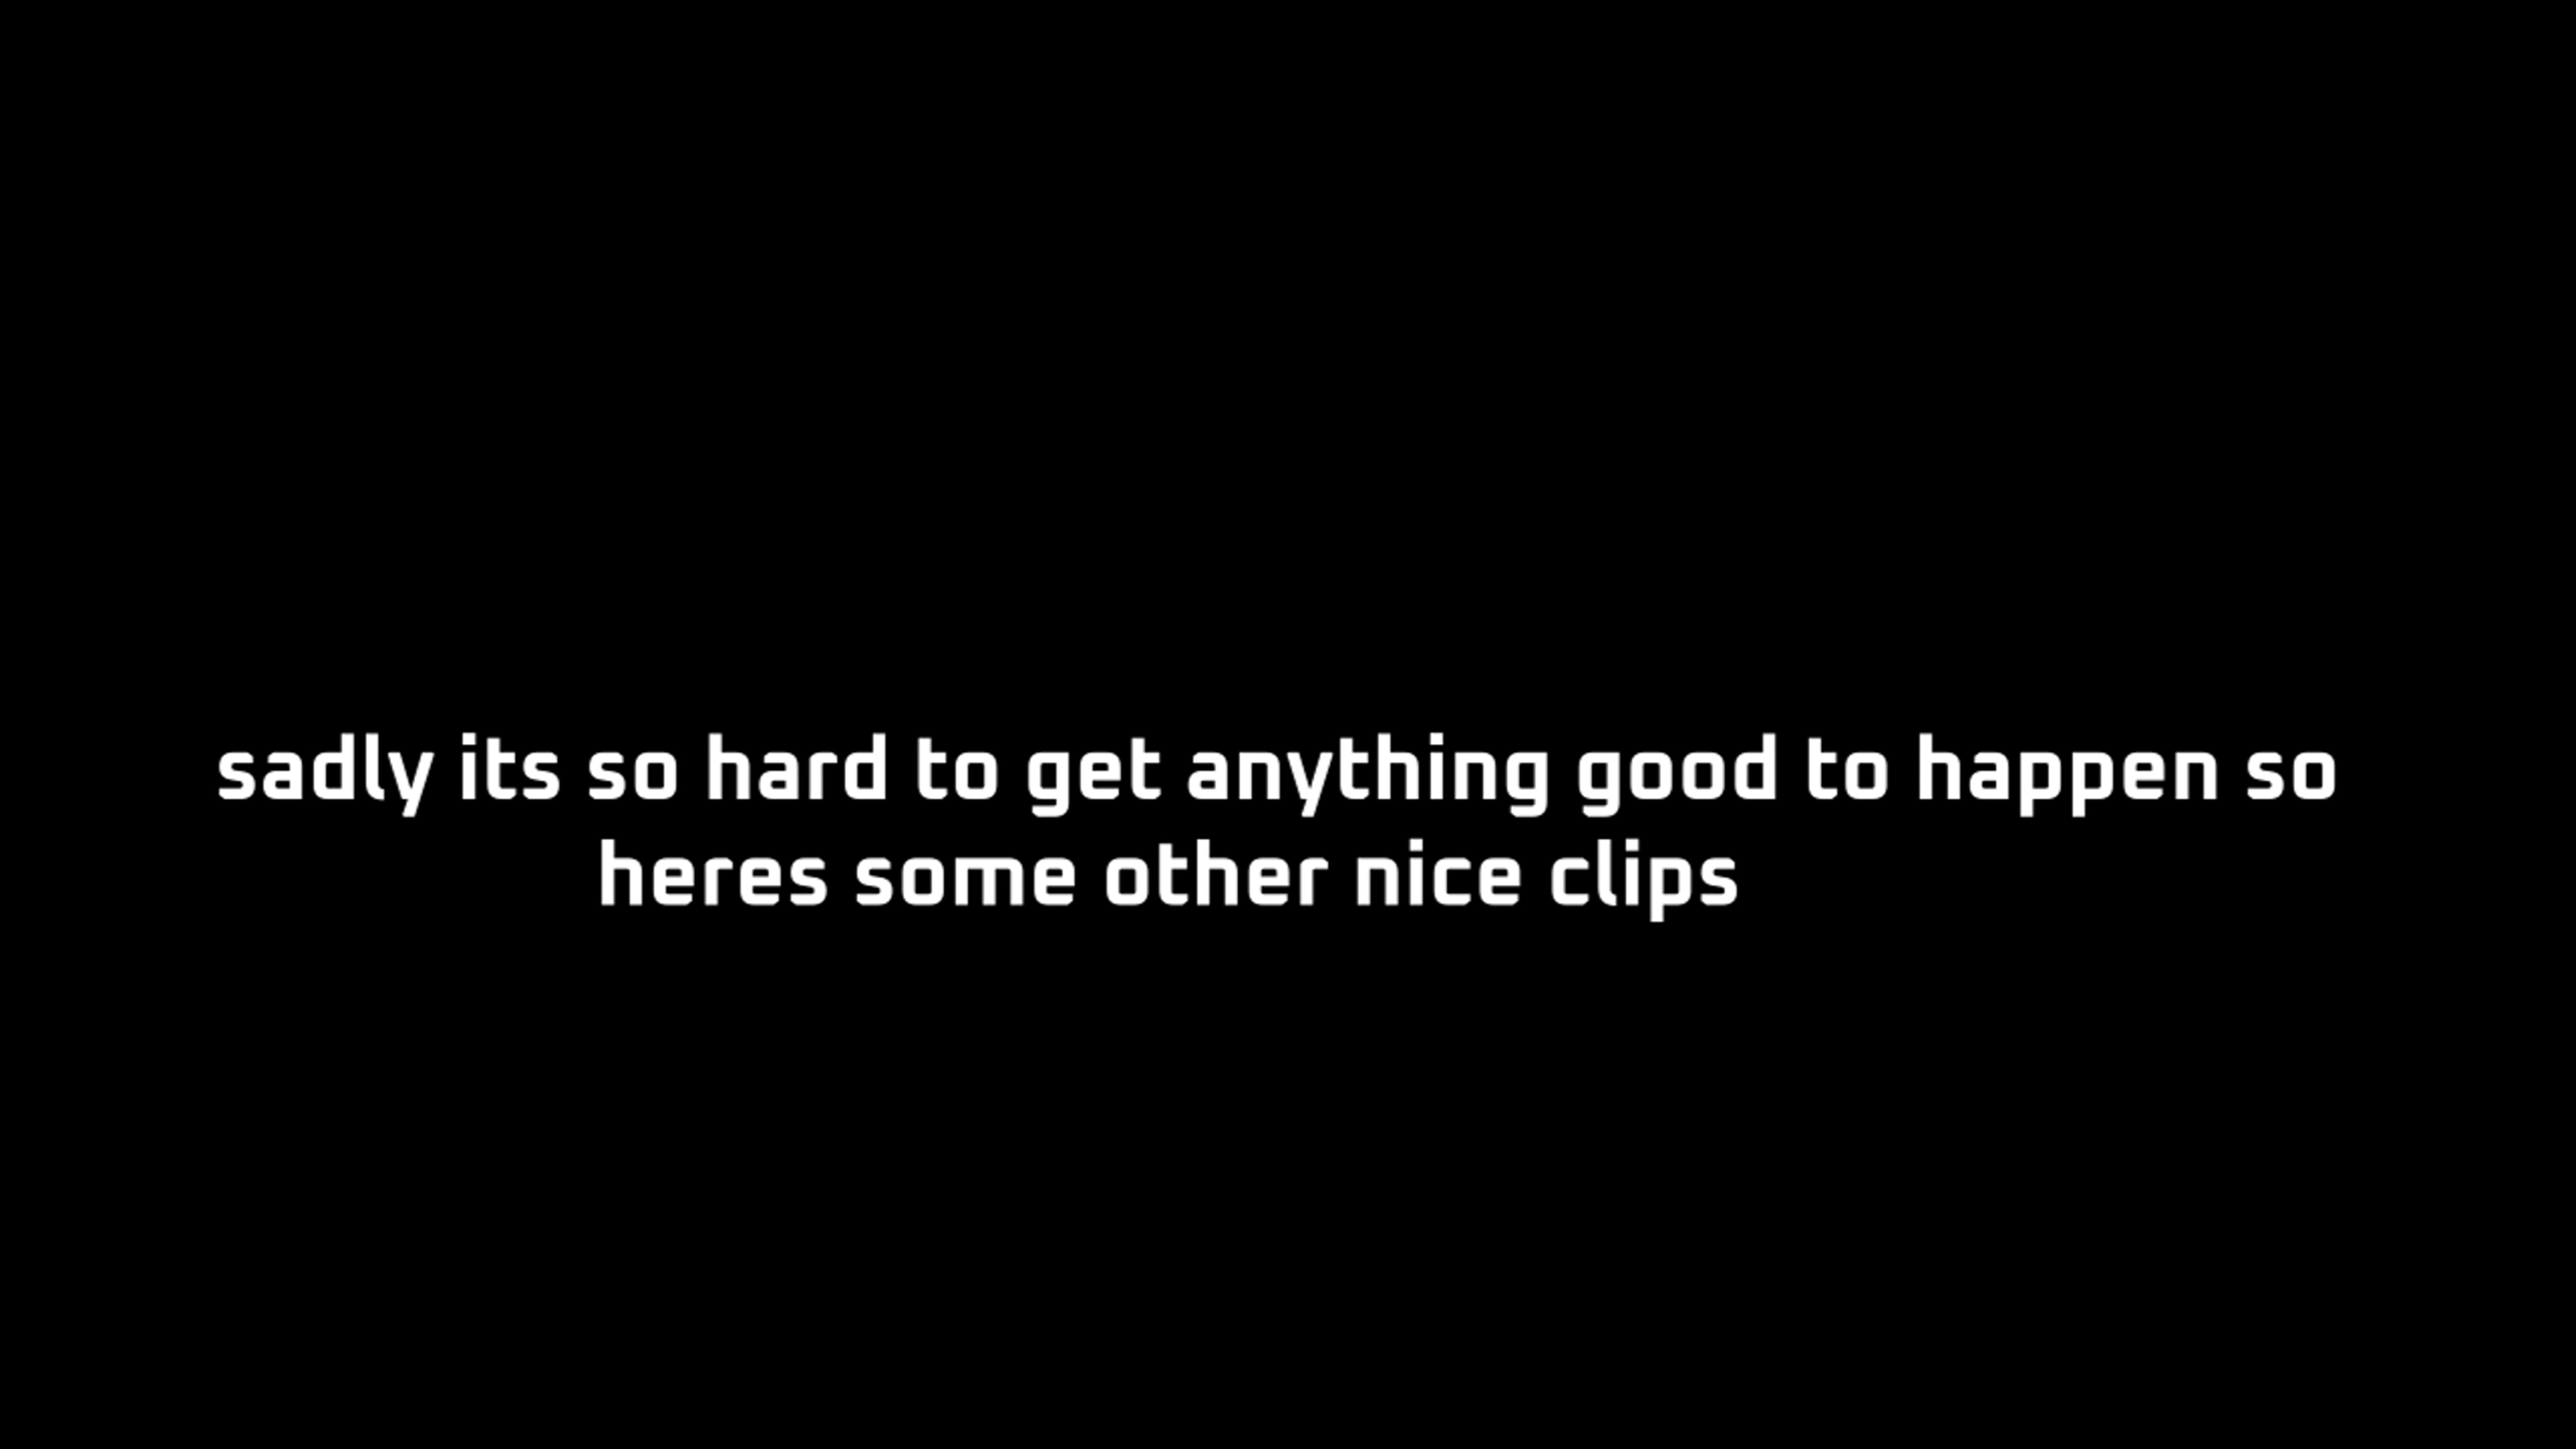 sadly its so hard to get anything good to happen so
heres some other nice clips